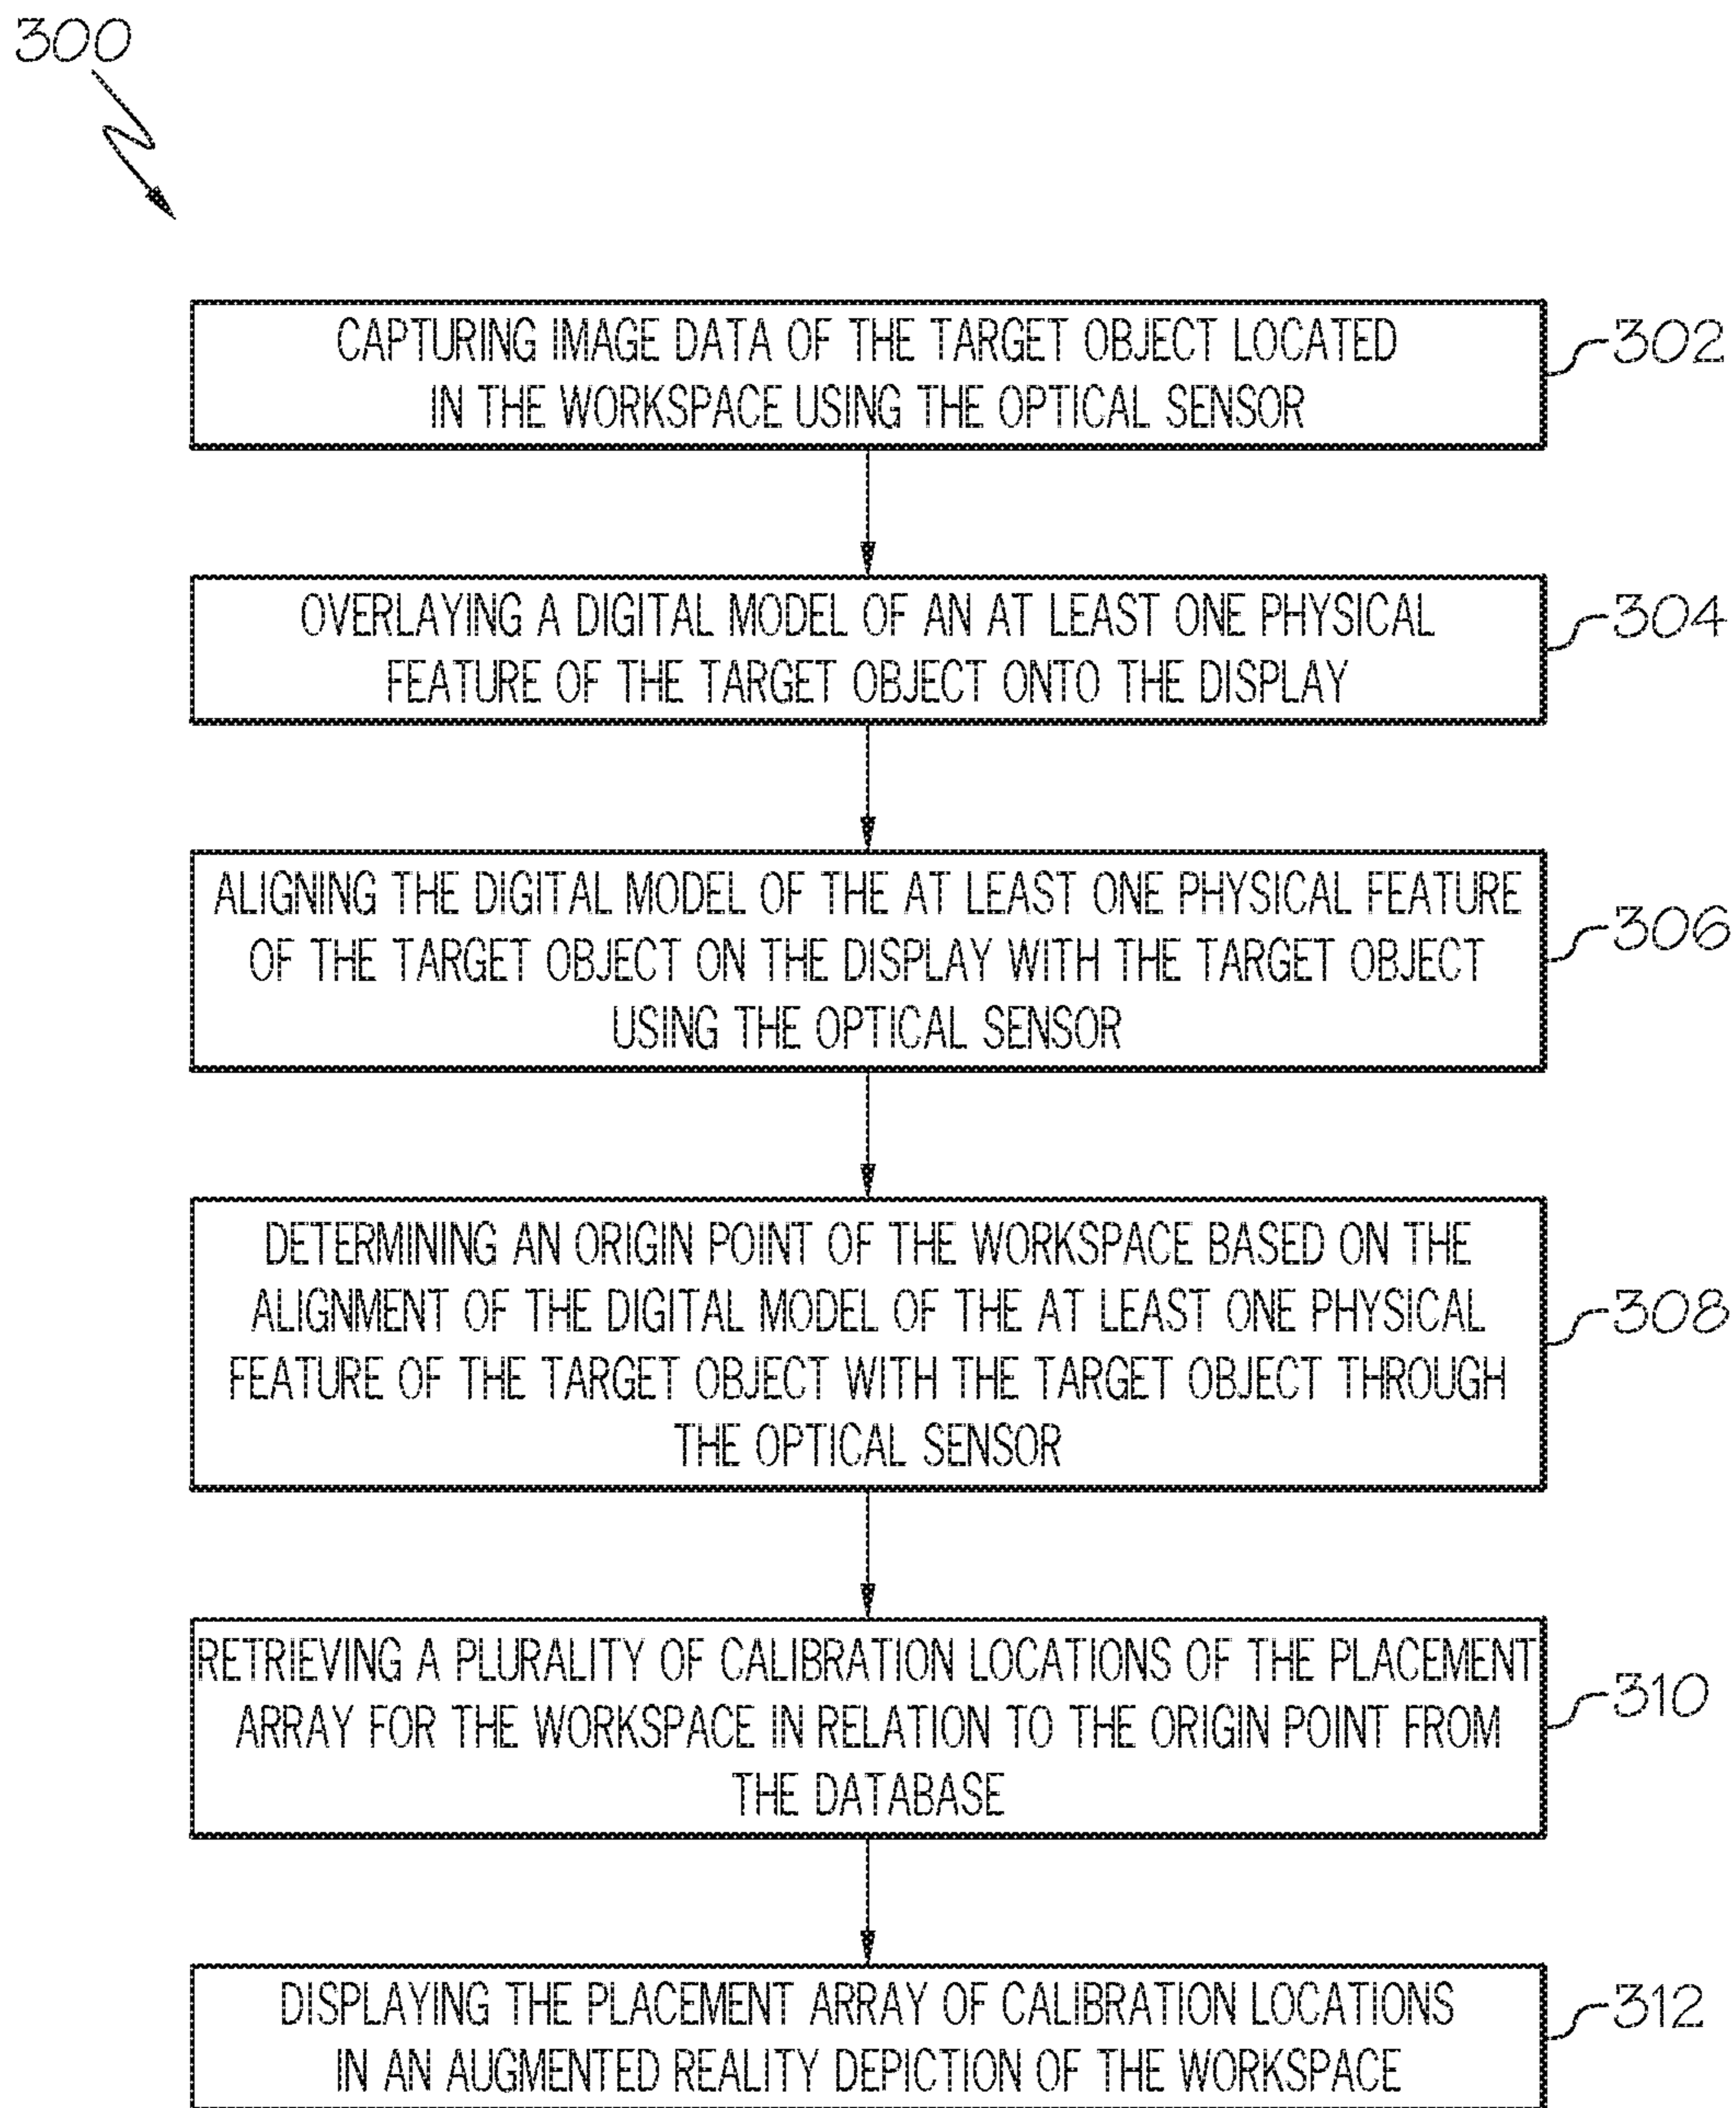 300
CAPTURING IMAGE DATA OF THE TARGET OBJECT LOCATED
IN THE WORKSPACE USING THE OPTICAL SENSOR
302
OVERLAYING A DIGITAL MODEL OF AN AT LEAST ONE PHYSICAL
FEATURE OF THE TARGET OBJECT ONTO THE DISPLAY
304
ALIGNING THE DIGITAL MODEL OF THE AT LEAST ONE PHYSICAL FEATURE
OF THE TARGET OBJECT ON THE DISPLAY WITH THE TARGET OBJECT
USING THE OPTICAL SENSOR
306
DETERMINING AN ORIGIN POINT OF THE WORKSPACE BASED ON THE
ALIGNMENT OF THE DIGITAL MODEL OF THE AT LEAST ONE PHYSICAL
FEATURE OF THE TARGET OBJECT WITH THE TARGET OBJECT THROUGH
THE OPTICAL SENSOR
308
RETRIEVING A PLURALITY OF CALIBRATION LOCATIONS OF THE PLACEMENT
ARRAY FOR THE WORKSPACE IN RELATION TO THE ORIGIN POINT FROM
THE DATABASE
310
DISPLAYING THE PLACEMENT ARRAY OF CALIBRATION LOCATIONS
IN AN AUGMENTED REALITY DEPICTION OF THE WORKSPACE
312